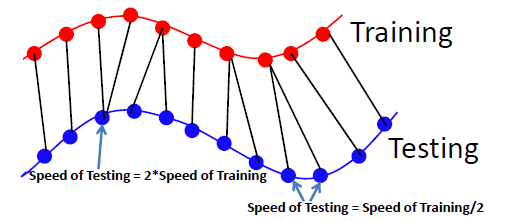 Training
Testing
Speed of Testing = 2*Speed of Training
Speed of Testing = Speed of Training/2